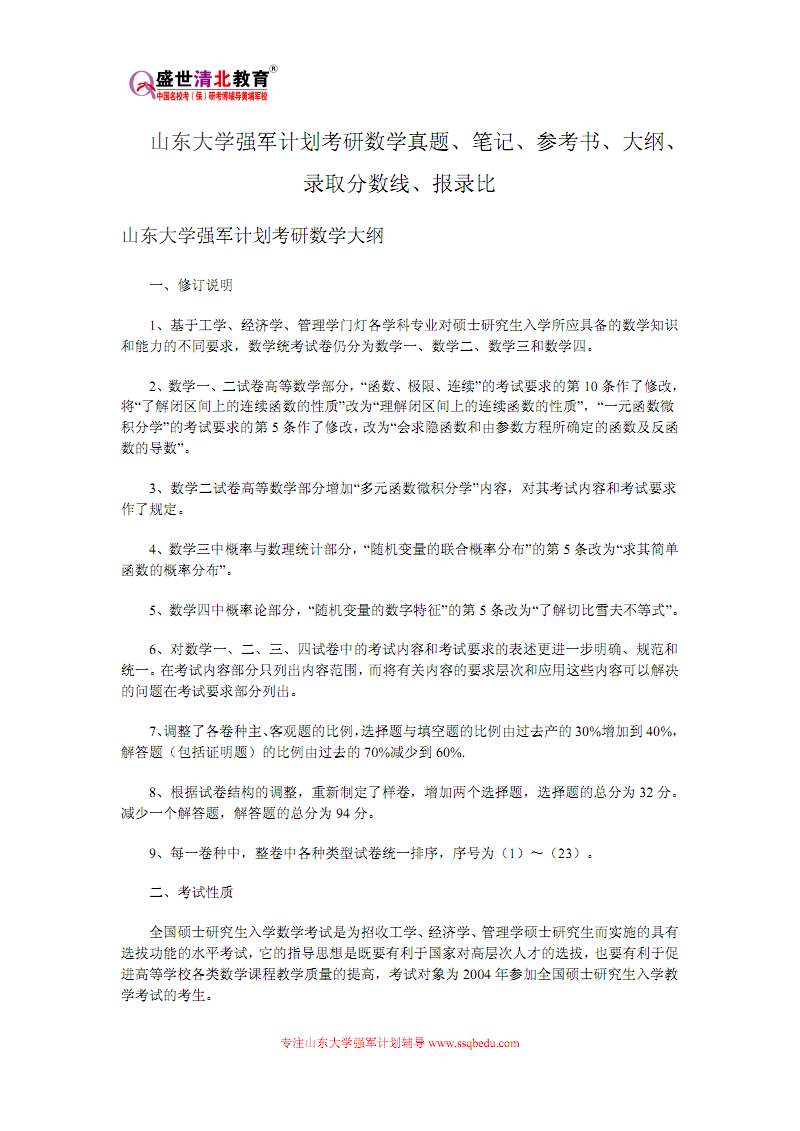 盛世清北教育®
中国名校考（保）研考博辅导黄埔军校
山东大学强军计划考研数学真题、笔记、参考书、大纲、
录取分数线、报录比
山东大学强军计划考研数学大纲
一、修订说明
1、基于工学、经济学、管理学门灯各学科专业对硕士研究生入学所应具备的数学知识
和能力的不同要求，数学统考试卷仍分为数学一、数学二、数学三和数学四。
2、数学一、二试卷高等数学部分，“函数、极限、连续”的考试要求的第 10 条作了修改，
将“了解闭区间上的连续函数的性质”改为“理解闭区间上的连续函数的性质”，“一元函数微
积分学”的考试要求的第 5 条作了修改，改为“会求隐函数和由参数方程所确定的函数及反函
数的导数”。
3、数学二试卷高等数学部分增加“多元函数微积分学”内容，对其考试内容和考试要求
作了规定。
4、数学三中概率与数理统计部分，“随机变量的联合概率分布”的第 5 条改为“求其简单
函数的概率分布”。
5、数学四中概率论部分，“随机变量的数字特征”的第 5 条改为“了解切比雪夫不等式”。
6、对数学一、二、三、四试卷中的考试内容和考试要求的表述更进一步明确、规范和
统一。在考试内容部分只列出内容范围，而将有关内容的要求层次和应用这些内容可以解决
的问题在考试要求部分列出。
7、调整了各卷种主、客观题的比例，选择题与填空题的比例由过去产的 30%增加到 40%，
解答题（包括证明题）的比例由过去的 70%减少到 60%.
8、根据试卷结构的调整，重新制定了样卷，增加两个选择题，选择题的总分为 32 分。
减少一个解答题，解答题的总分为 94 分。
9、每一卷种中，整卷中各种类型试卷统一排序，序号为（1）～（23）。
二、考试性质
全国硕士研究生入学数学考试是为招收工学、经济学、管理学硕士研究生而实施的具有
选拔功能的水平考试，它的指导思想是既要有利于国家对高层次人才的选拔，也要有利于促
进高等学校各类数学课程教学质量的提高，考试对象为 2004 年参加全国硕士研究生入学教
学考试的考生。
专注山东大学强军计划辅导 www.ssqbedu.com